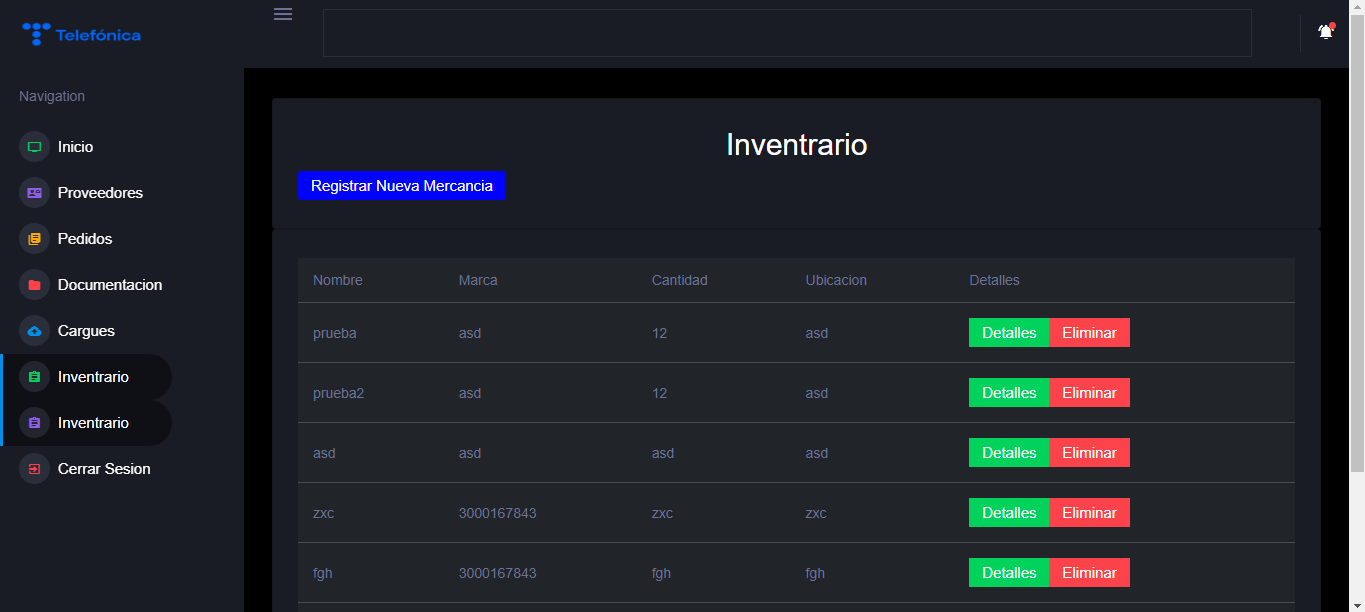 Telefónica
Navigation
Inicio
Proveedores
Pedidos
Documentacion
Cargues
Inventrario
Inventrario
Cerrar Sesion
Inventrario
Registrar Nueva Mercancia
Nombre Marca Cantidad Ubicacion Detalles
prueba asd 12 asd Detalles Eliminar
prueba2 asd 12 asd Detalles Eliminar
asd asd asd asd Detalles Eliminar
zxc 3000167843 zxc zxc Detalles Eliminar
fgh 3000167843 fgh fgh Detalles Eliminar